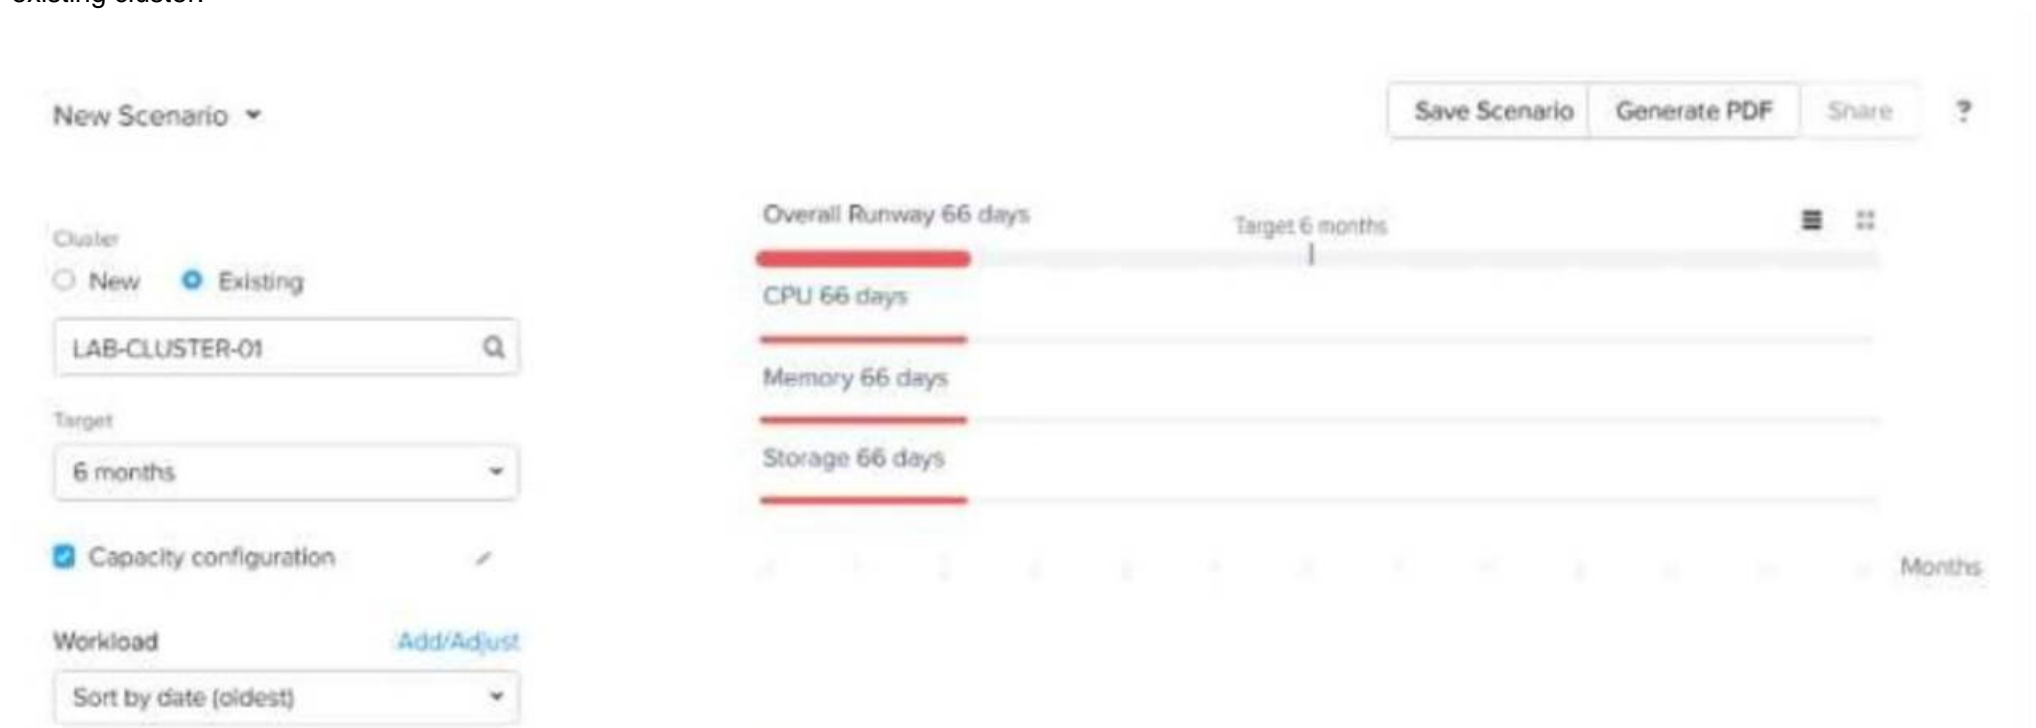 existing cluster.
New Scenario
Save Scenario Generate PDF Share ?
Cluster
New Existing
LAB-CLUSTER-01
Target
6 months
Capacity configuration
Workload Add/Adjust
Sort by date (oldest)
Overall Runway 66 days
Target 6 months
CPU 66 days
Memory 66 days
Storage 66 days
Months